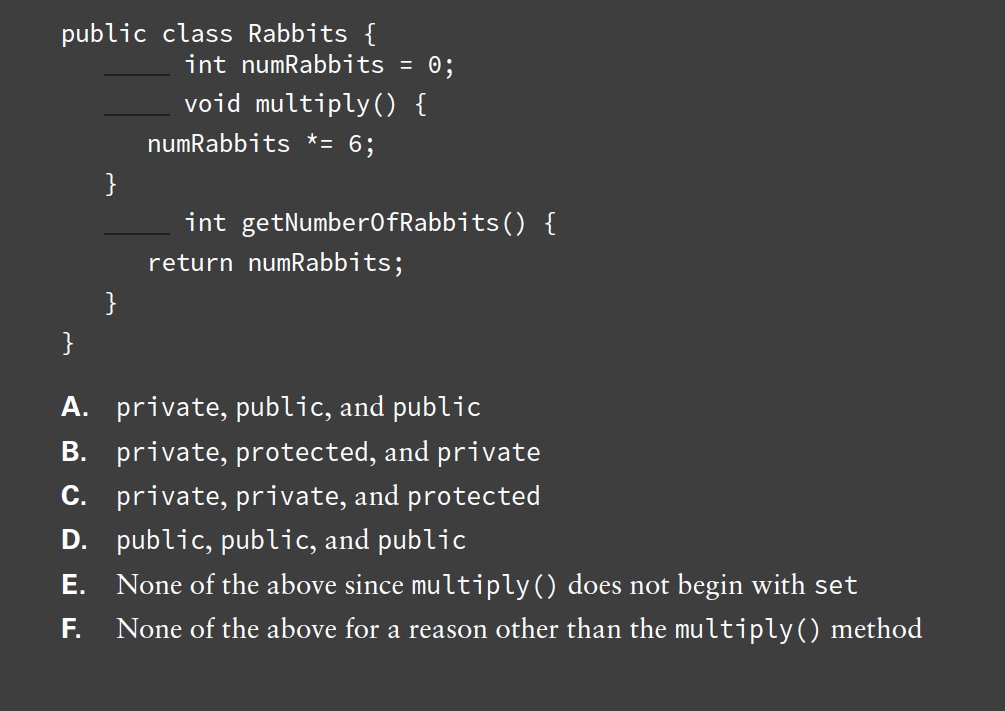 public class Rabbits {
_____ int numRabbits = 0;
_____ void multiply() {
numRabbits *= 6;
}
_____ int getNumberOfRabbits() {
return numRabbits;
}
}
A. private, public, and public
B. private, protected, and private
C. private, private, and protected
D. public, public, and public
E. None of the above since multiply() does not begin with set
F. None of the above for a reason other than the multiply() method